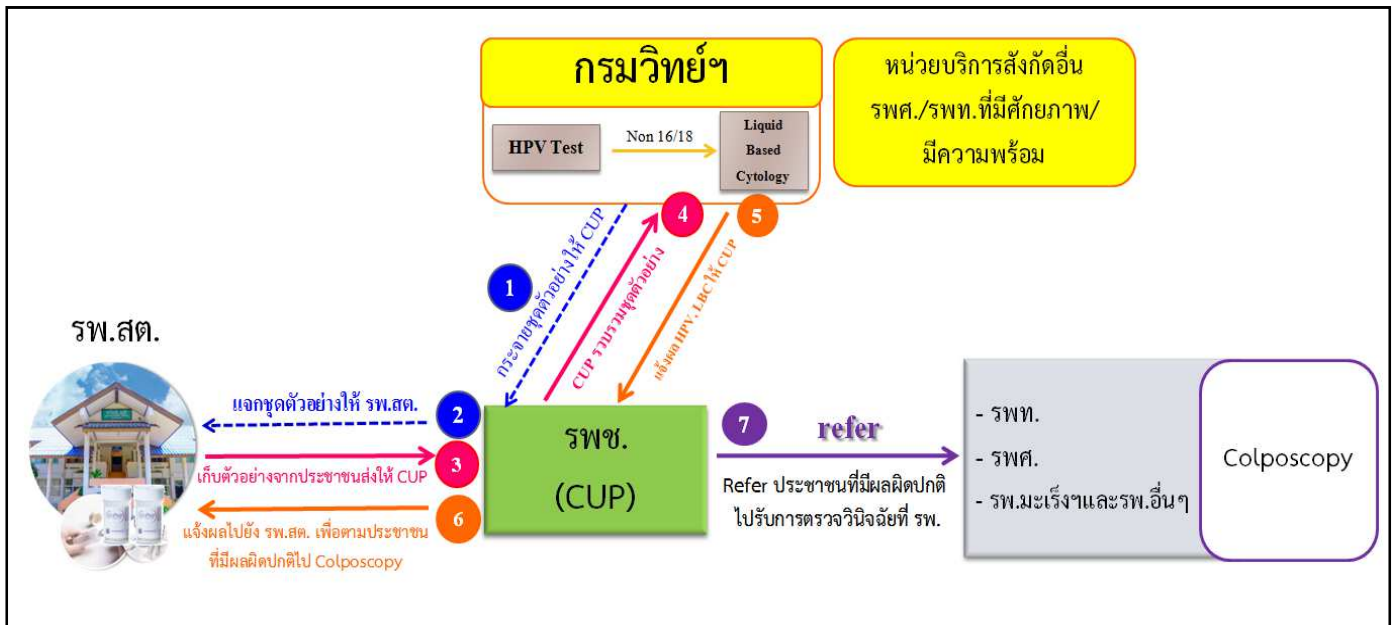 กรมวิทย์ฯ
HPV Test
Non 16/18
Liquid
Based
Cytology
หน่วยบริการสังกัดอื่น
รพศ./รพท.ที่มีศักยภาพ/
มีความพร้อม
1
กระจายชุดตัวอย่างให้ CUP
4
CUP รวบรวมชุดตัวอย่าง
5
แจ้งผล HPV, LBC ให้ CUP
รพ.สต.
แจกชุดตัวอย่างให้ รพ.สต.
2
เก็บตัวอย่างจากประชาชนส่งให้ CUP
3
แจ้งผลไปยัง รพ.สต. เพื่อตามประชาชน
ที่มีผลผิดปกติไป Colposcopy
6
รพช.
(CUP)
7
refer
Refer ประชาชนที่มีผลผิดปกติ
ไปรับการตรวจวินิจฉัยที่ รพ.
- รพท.
- รพศ.
- รพ.มะเร็งฯและรพ.อื่นๆ
Colposcopy